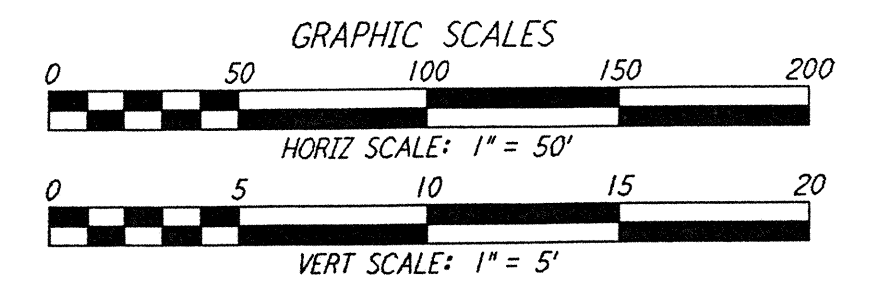 GRAPHIC SCALES
0 50 100 150 200
HORIZ SCALE: 1" = 50'
0 5 10 15 20
VERT SCALE: 1" = 5'